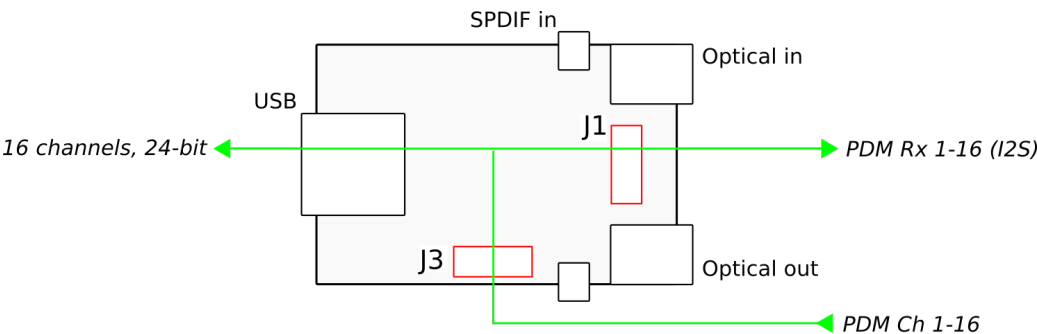 SPDIF in
Optical in
USB
J1
16 channels, 24-bit
PDM Rx 1-16 (I2S)
J3
Optical out
PDM Ch 1-16